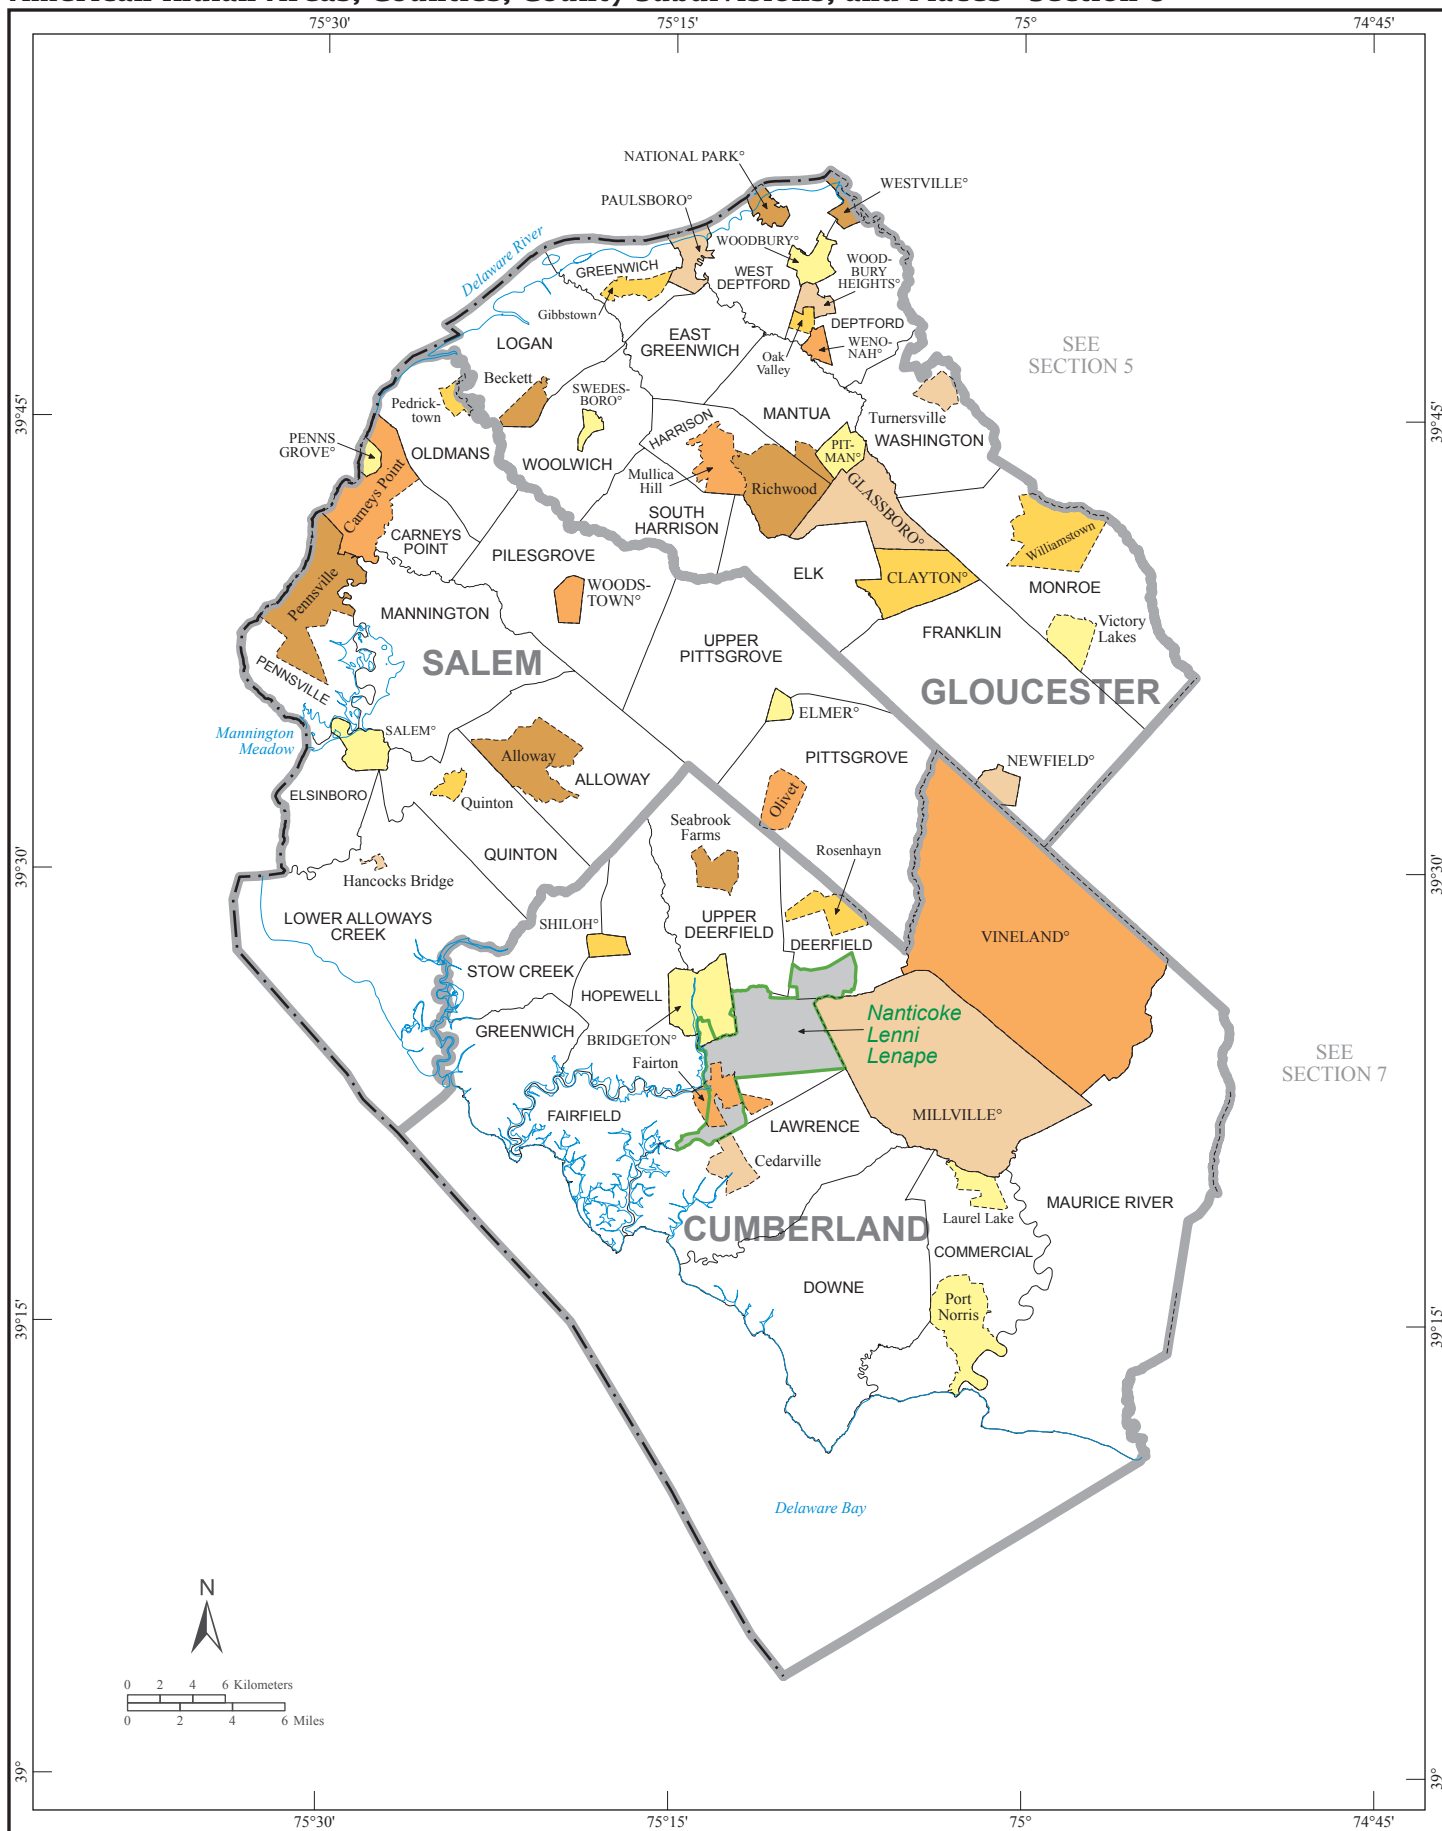 American Indian Areas, Counties, County Subdivisions, and Places - Section 8
75°30'
75°15'
75°
74°45'
NATIONAL PARK°
WESTVILLE°
PAULSBORO°
Delaware River
WOODBURY°
WOOD-
BURY
HEIGHTS°
GREENWICH
WEST
DEPTFORD
Gibbstown
DEPTFORD
EAST
GREENWICH
LOGAN
Oak
Valley
WENO-
NAH°
SEE
SECTION 5
Beckett
SWEDES-
BORO°
Pedrick-
town
39°45'
39°45'
MANTUA
Turnersville
WASHINGTON
HARRISON
PENNS
GROVE°
OLDMANS
WOOLWICH
PIT-
MAN°
Mullica
Hill
Richwood
GLASSBORO°
Carneys Point
SOUTH
HARRISON
CARNEYS
POINT
Williamstown
PILESGROVE
ELK
CLAYTON°
MONROE
WOODS-
TOWN°
Pennsville
MANNINGTON
FRANKLIN
Victory
Lakes
UPPER
PITTSGROVE
SALEM
PENNSVILLE
GLOUCESTER
ELMER°
Mannington
Meadow
SALEM°
Alloway
ALLOWAY
PITTSGROVE
NEWFIELD°
ELSINBORO
Quinton
Olivet
Seabrook
Farms
QUINTON
Rosenhayn
39°30'
39°30'
Hancocks Bridge
LOWER ALLOWAYS
CREEK
SHILOH°
UPPER
DEERFIELD
DEERFIELD
VINELAND°
STOW CREEK
HOPEWELL
GREENWICH
BRIDGETON°
Nanticoke
Lenni
Lenape
Fairton
SEE
SECTION 7
FAIRFIELD
LAWRENCE
MILLVILLE°
Cedarville
MAURICE RIVER
Laurel Lake
CUMBERLAND
COMMERCIAL
DOWNE
Port
Norris
39°15'
39°15'
Delaware Bay
N
0 2 4 6 Kilometers
0 2 4 6 Miles
39°
39°
75°30'
75°15'
75°
74°45'